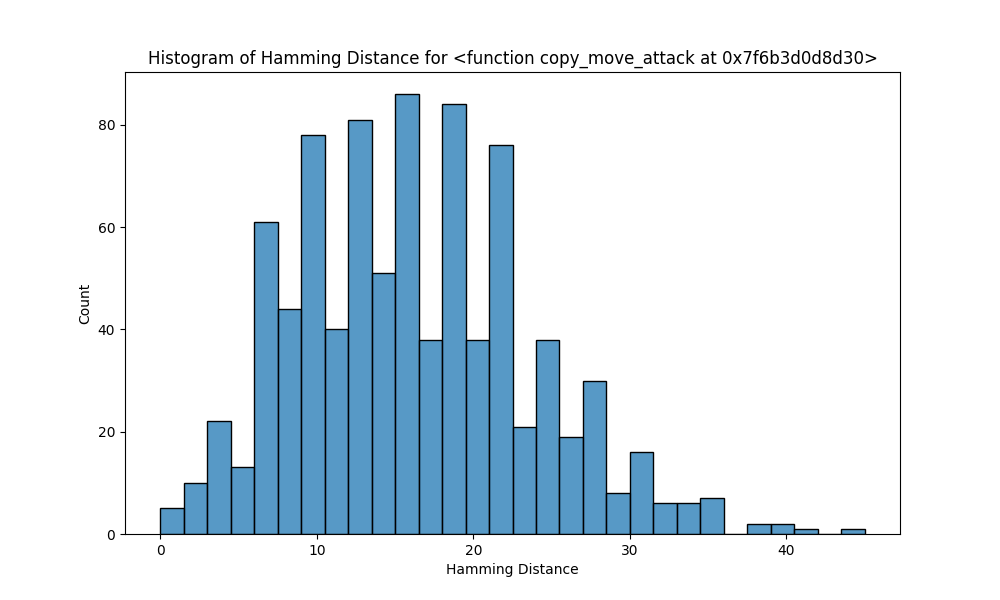 Histogram of Hamming Distance for <function copy_move_attack at 0x7f6b3d0d8d30>
80
60
40
20
0
Count
0 10 20 30 40
Hamming Distance